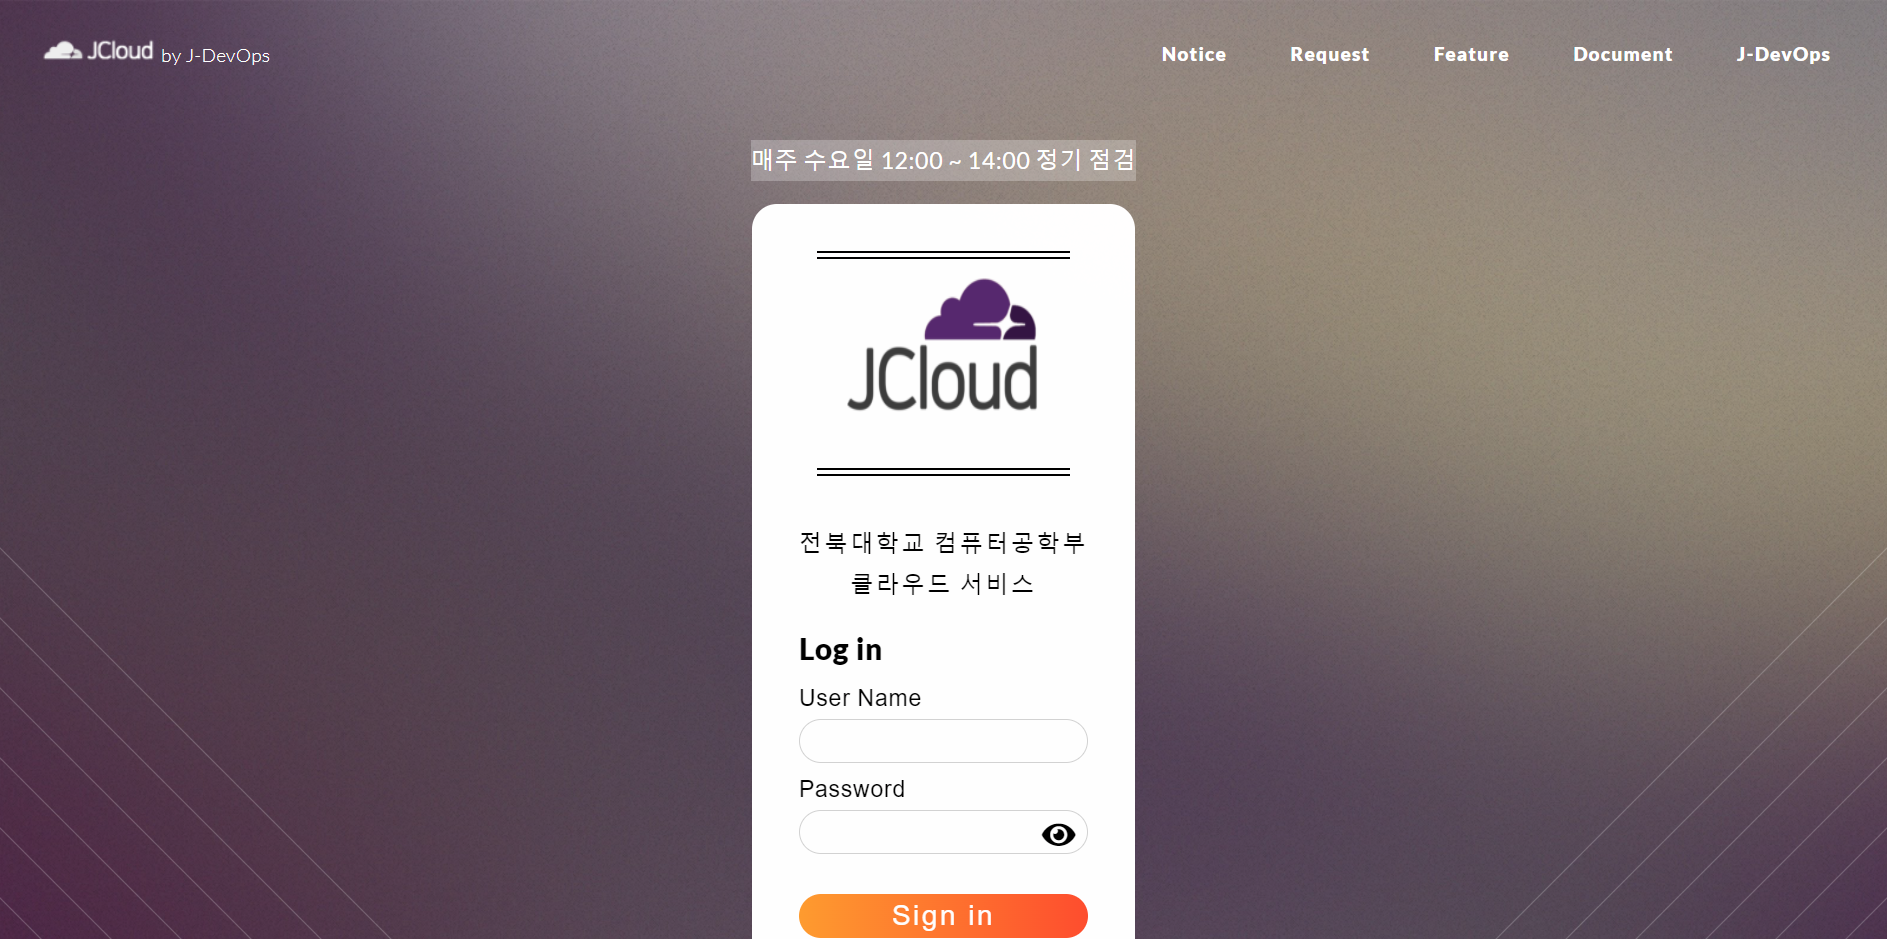 JCloud by J-DevOps
Notice Request Feature Document J-DevOps
매주 수요일 12:00 ~ 14:00 정기 점검
JCloud
전북대학교 컴퓨터공학부
클라우드 서비스
Log in
User Name
Password
Sign in